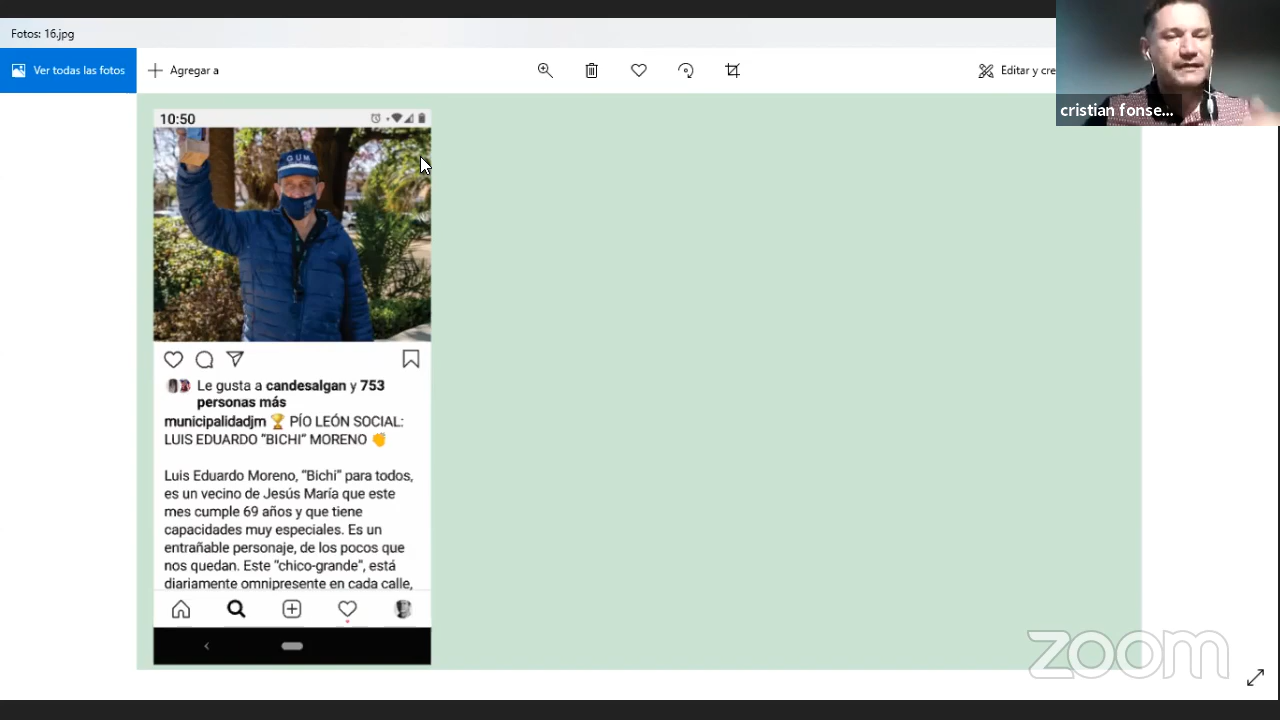 Fotos: 16.jpg
Ver todas las fotos
Agregar a
Editar y cre
cristian fonse...
10:50
GUM
Le gusta a candesalgan y 753
personas más
municipalidadjm 🏆 PÍO LEÓN SOCIAL:
LUIS EDUARDO "BICHI" MORENO 👏
Luis Eduardo Moreno, "Bichi" para todos,
es un vecino de Jesús María que este
mes cumple 69 años y que tiene
capacidades muy especiales. Es un
entrañable personaje, de los pocos que
nos quedan. Este "chico-grande", está
diariamente omnipresente en cada calle,
zoom